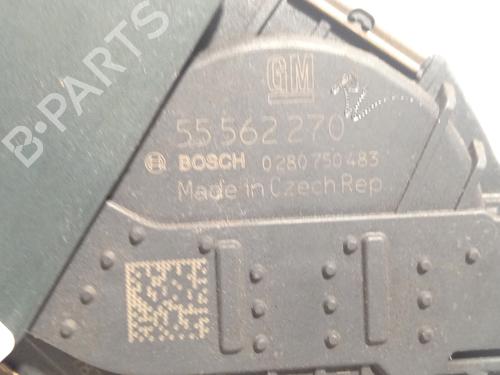 GM
55 562 270
BOSCH 0 280 750 483
Made in Czech Rep
B-PARTS